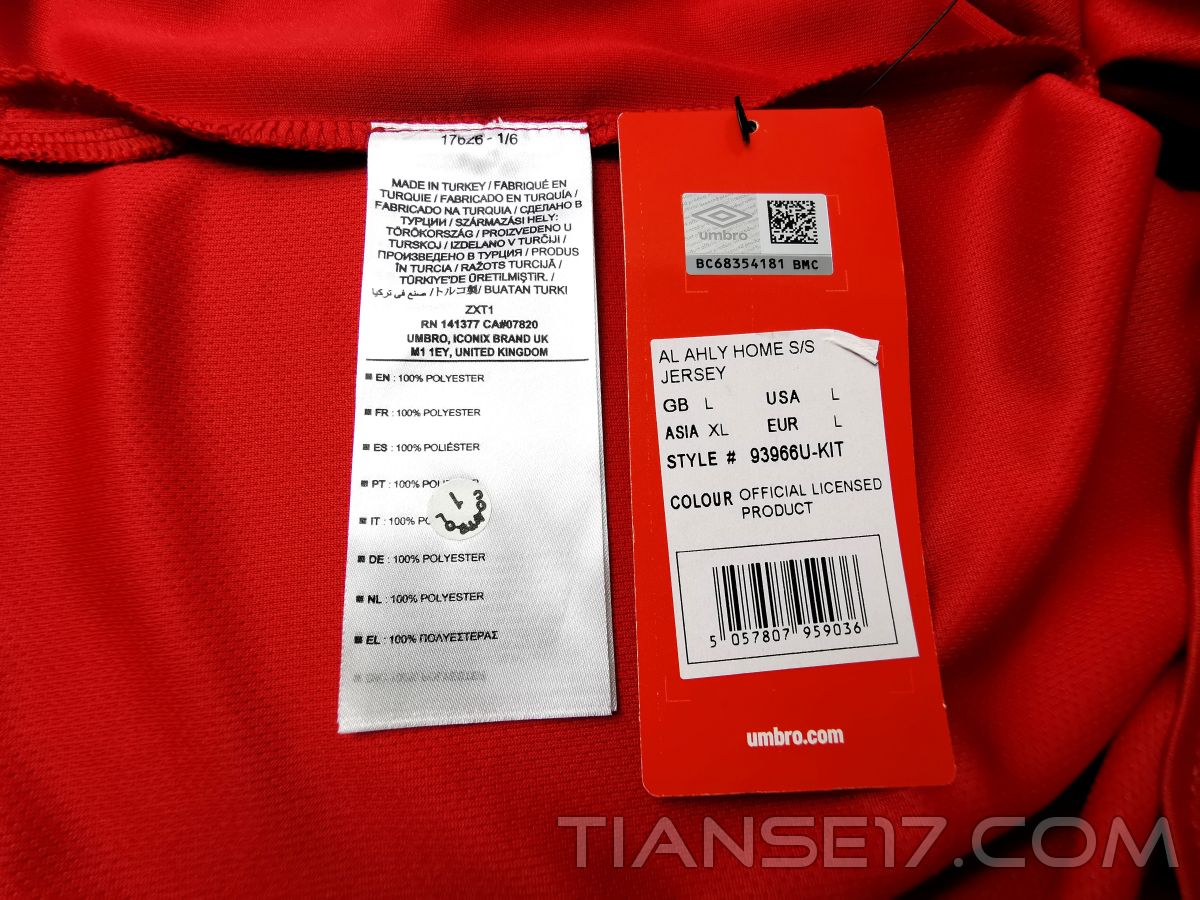 17626 - 1/6
MADE IN TURKEY / FABRIQUÉ EN
TURQUIE / FABRICADO EN TURQUÍA /
FABRICADO NA TURQUIA / СДЕЛАНО В
ТУРЦИИ / SZÁRMAZÁSI HELY:
TÖRÖKORSZÁG / PROIZVEDENO U
TURSKOJ / IZDELANO V TURČIJI /
ПРОИЗВЕДЕНО В ТУРЦИЯ / PRODUS
ÎN TURCIA / RAŽOTS TURCIJĀ /
TÜRKIYE'DE ÜRETILMIŞTIR. /
صنع في تركيا / トルコ製 / BUATAN TURKI
ZXT1
RN 141377 CA#07820
UMBRO, ICONIX BRAND UK
M1 1EY, UNITED KINGDOM
EN : 100% POLYESTER
FR : 100% POLYESTER
ES : 100% POLIÉSTER
PT : 100%
IT : 100%
DE : 100% POLYESTER
NL : 100% POLYESTER
EL : 100% ΠΟΛΥΕΣΤΕΡΑΣ
1
umbro
BC68354181 BMC
AL AHLY HOME S/S
JERSEY
GB L USA L
ASIA XL EUR L
STYLE # 93966U-KIT
COLOUR OFFICIAL LICENSED
PRODUCT
5 057807 959036
umbro.com
TIANSE17.COM